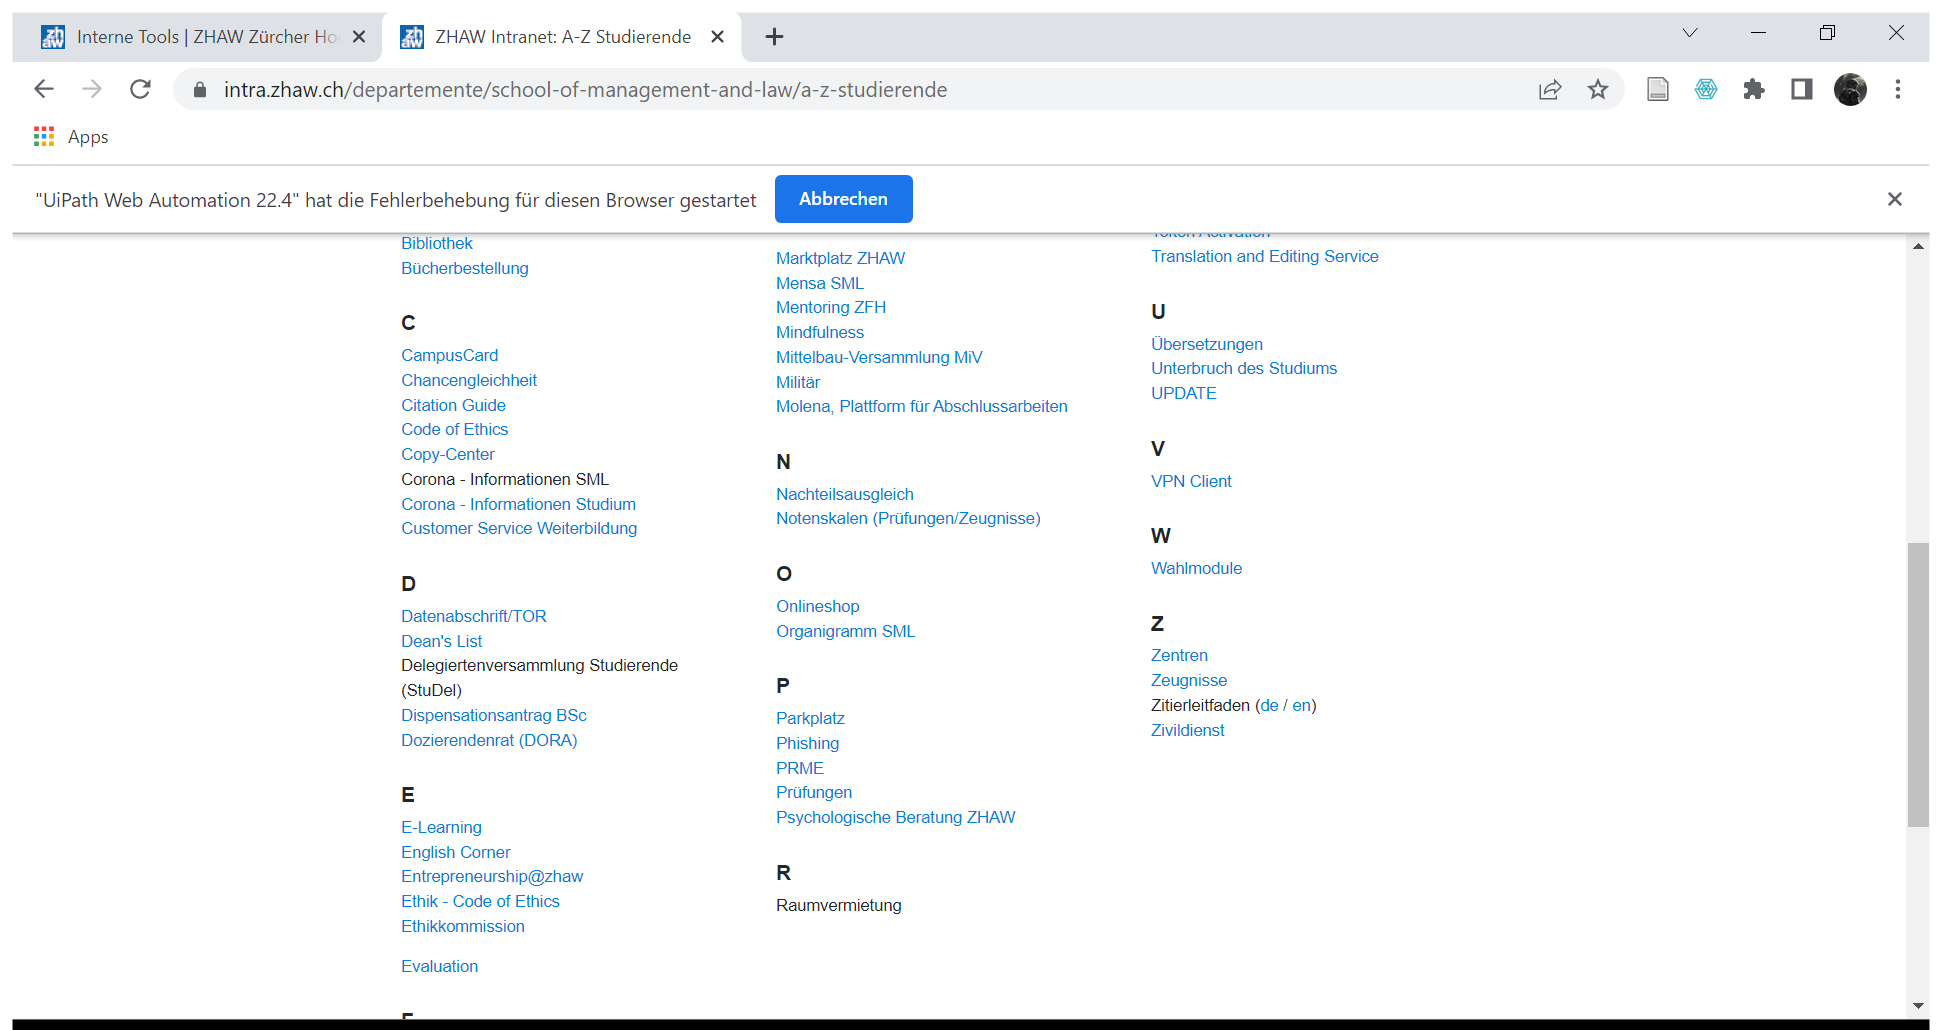 Interne Tools | ZHAW Zürcher Ho
ZHAW Intranet: A-Z Studierende
intra.zhaw.ch/departemente/school-of-management-and-law/a-z-studierende
Apps
"UiPath Web Automation 22.4" hat die Fehlerbehebung für diesen Browser gestartet
Abbrechen
Bibliothek
Bücherbestellung
C
CampusCard
Chancengleichheit
Citation Guide
Code of Ethics
Copy-Center
Corona - Informationen SML
Corona - Informationen Studium
Customer Service Weiterbildung
D
Datenabschrift/TOR
Dean's List
Delegiertenversammlung Studierende
(StuDel)
Dispensationsantrag BSc
Dozierendenrat (DORA)
E
E-Learning
English Corner
Entrepreneurship@zhaw
Ethik - Code of Ethics
Ethikkommission
Evaluation
Marktplatz ZHAW
Mensa SML
Mentoring ZFH
Mindfulness
Mittelbau-Versammlung MiV
Militär
Molena, Plattform für Abschlussarbeiten
N
Nachteilsausgleich
Notenskalen (Prüfungen/Zeugnisse)
O
Onlineshop
Organigramm SML
P
Parkplatz
Phishing
PRME
Prüfungen
Psychologische Beratung ZHAW
R
Raumvermietung
Token Activation
Translation and Editing Service
U
Übersetzungen
Unterbruch des Studiums
UPDATE
V
VPN Client
W
Wahlmodule
Z
Zentren
Zeugnisse
Zitierleitfaden (de / en)
Zivildienst